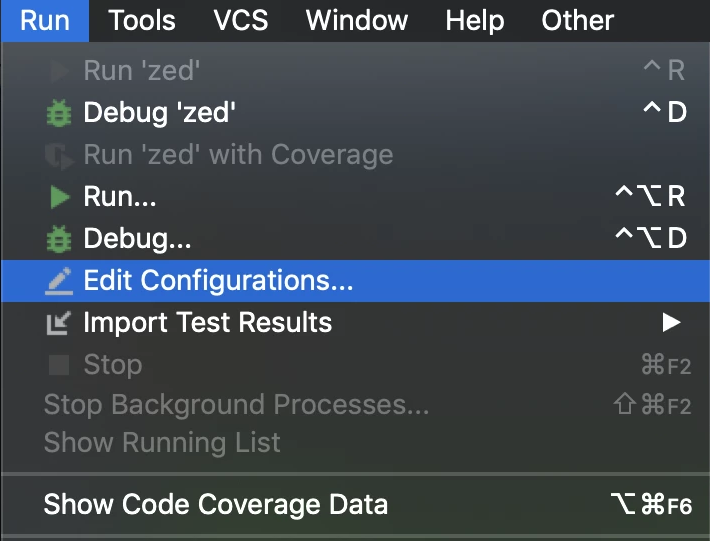 Run Tools VCS Window Help Other
Run 'zed' ^R
Debug 'zed' ^D
Run 'zed' with Coverage
Run... ^⌥R
Debug... ^⌥D
Edit Configurations...
Import Test Results
Stop ⌘F2
Stop Background Processes... ⇧⌘F2
Show Running List
Show Code Coverage Data ⌥⌘F6